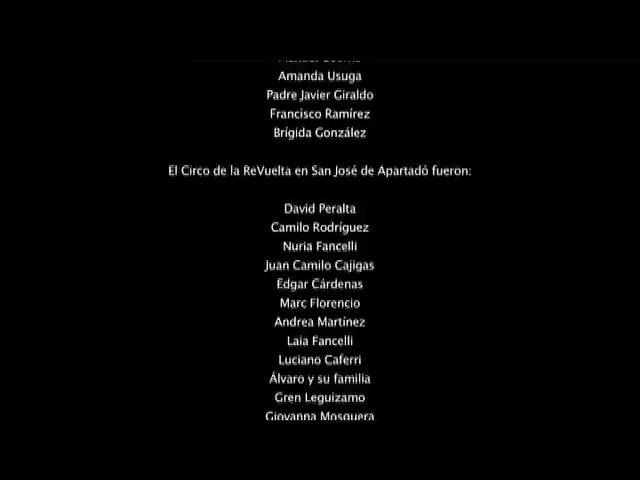 Amanda Usuga
Padre Javier Giraldo
Francisco Ramírez
Brígida González
El Circo de la ReVuelta en San José de Apartadó fueron:
David Peralta
Camilo Rodríguez
Nuria Fancelli
Juan Camilo Cajigas
Edgar Cárdenas
Marc Florencio
Andrea Martínez
Laia Fancelli
Luciano Caferri
Álvaro y su familia
Gren Leguizamo
Giovanna Mosquera